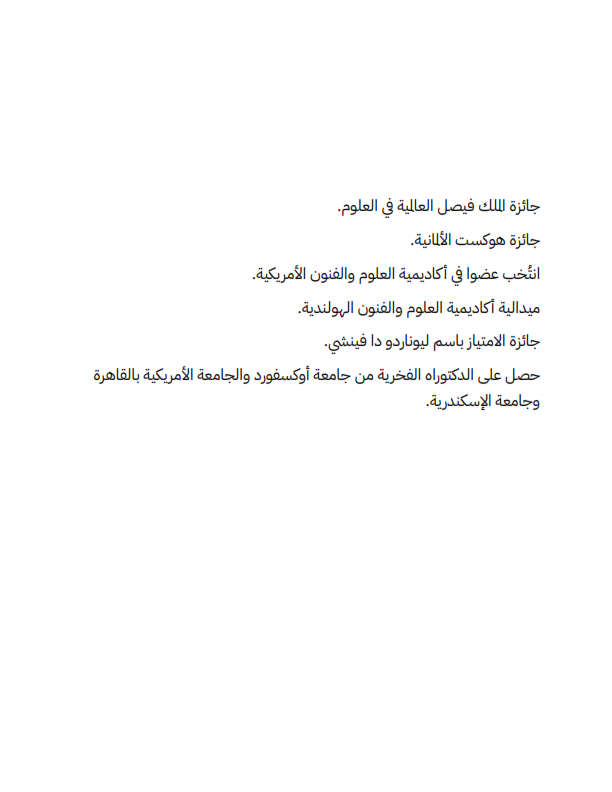 جائزة الملك فيصل العالمية في العلوم.
جائزة هوكست الألمانية.
انتُخب عضوا في أكاديمية العلوم والفنون الأمريكية.
ميدالية أكاديمية العلوم والفنون الهولندية.
جائزة الامتياز باسم ليوناردو دا فينشي.
حصل على الدكتوراه الفخرية من جامعة أوكسفورد والجامعة الأمريكية بالقاهرة
وجامعة الإسكندرية.